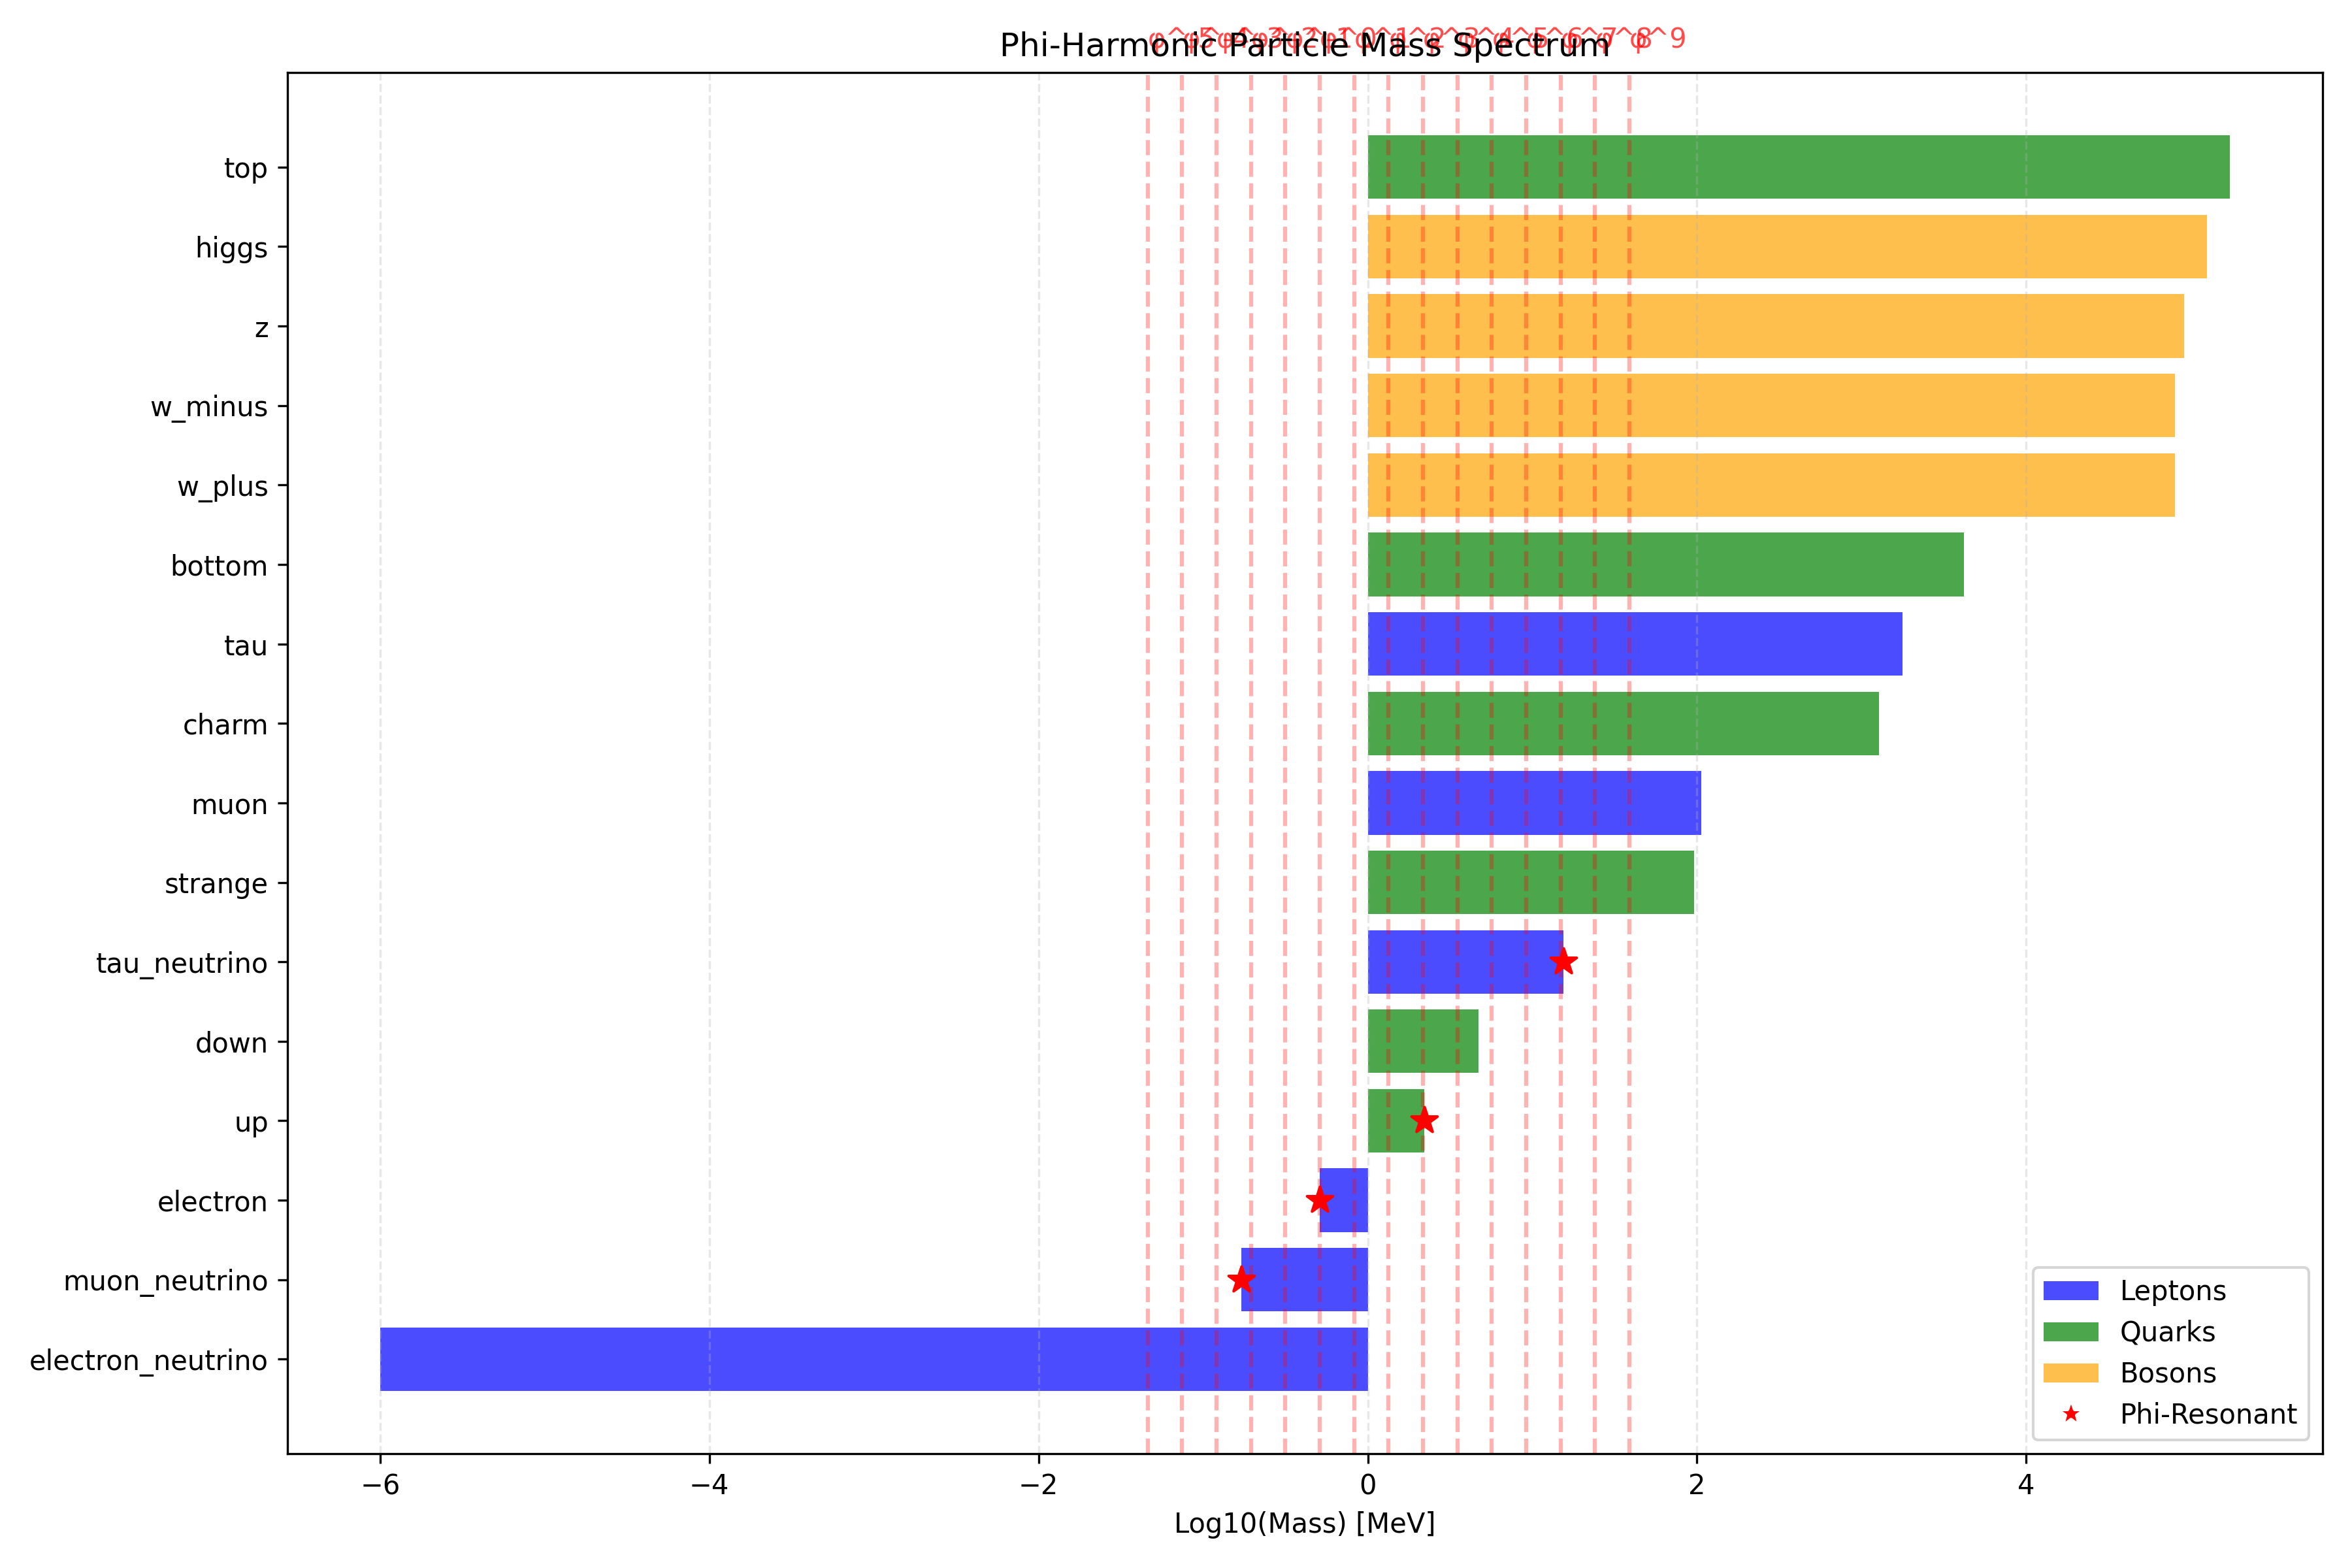 Phi-Harmonic Particle Mass Spectrum
top
higgs
z
w_minus
w_plus
bottom
tau
charm
muon
strange
tau_neutrino
down
up
electron
muon_neutrino
electron_neutrino
Leptons
Quarks
Bosons
Phi-Resonant
−6 −4 −2 0 2 4
Log10(Mass) [MeV]